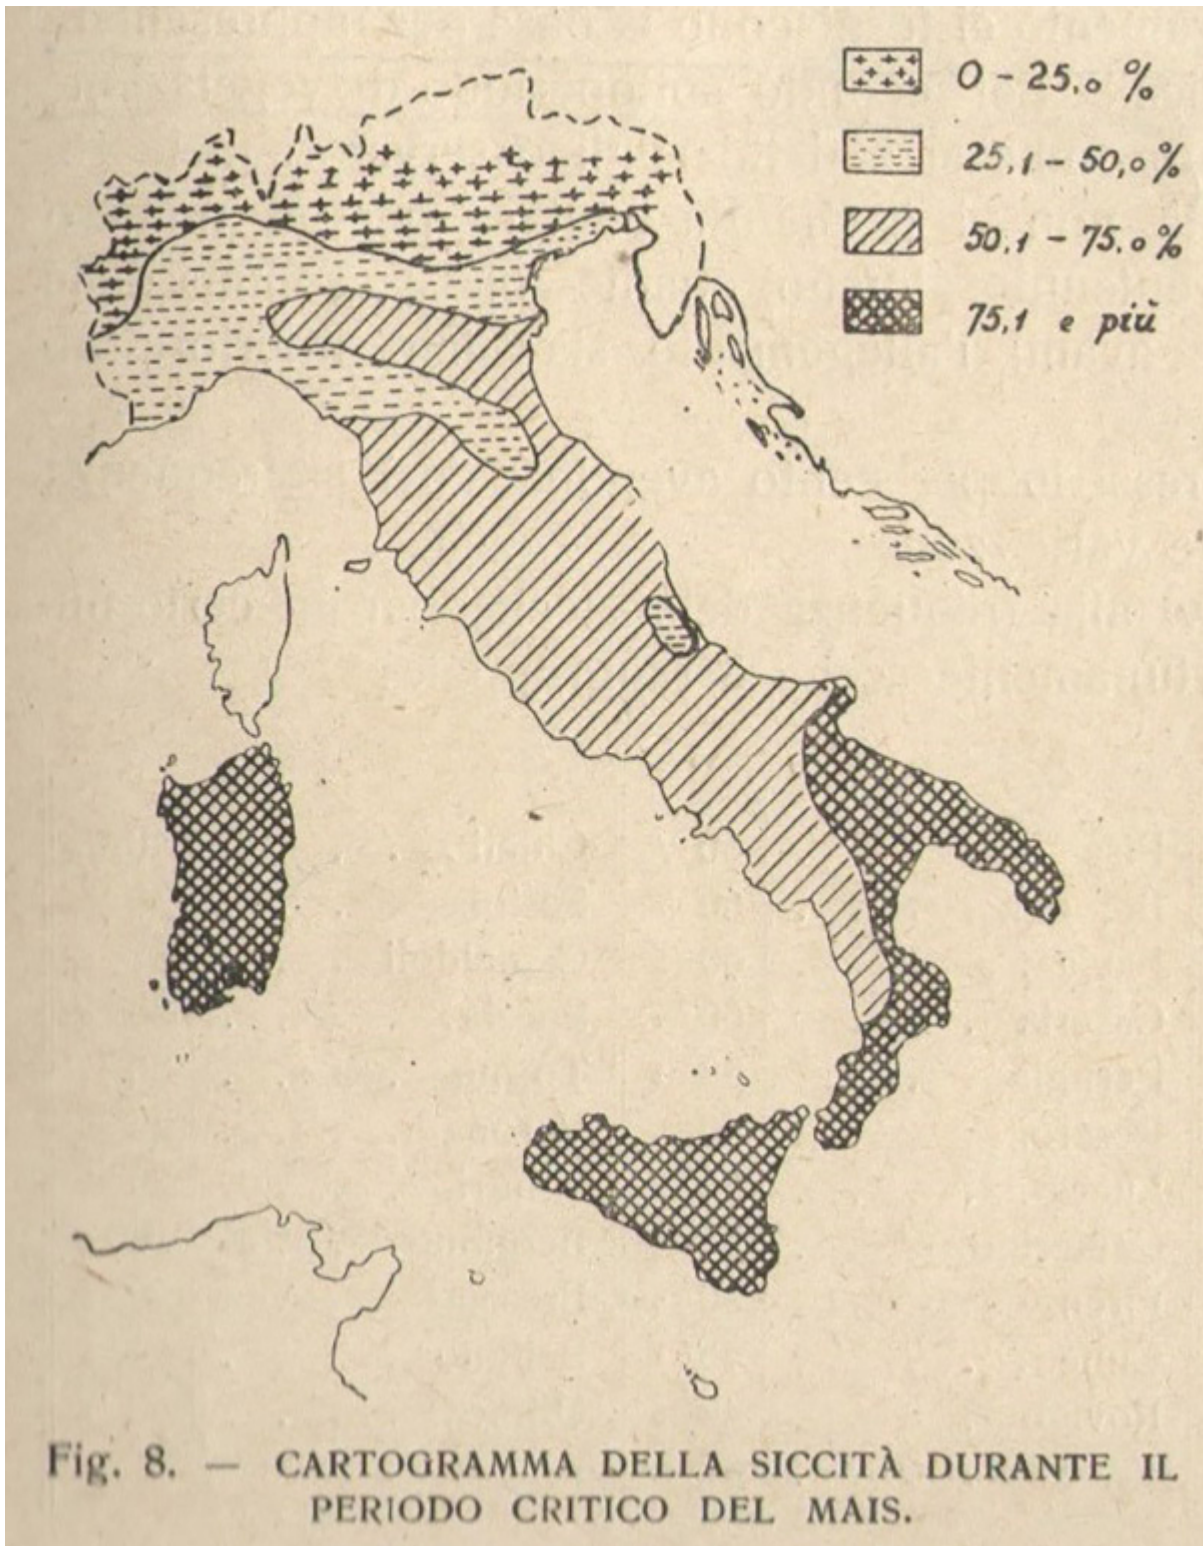 0 - 25.0 %
25,1 - 50,0 %
50,1 - 75.0 %
75,1 e più
Fig. 8. — CARTOGRAMMA DELLA SICCITÀ DURANTE IL
PERIODO CRITICO DEL MAIS.